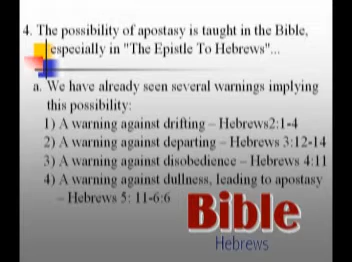 4. The possibility of apostasy is taught in the Bible,
especially in "The Epistle To Hebrews"...
a. We have already seen several warnings implying
this possibility:
1) A warning against drifting – Hebrews2:1-4
2) A warning against departing – Hebrews 3:12-14
3) A warning against disobedience – Hebrews 4:11
4) A warning against dullness, leading to apostasy
– Hebrews 5: 11-6:6
Bible
Hebrews